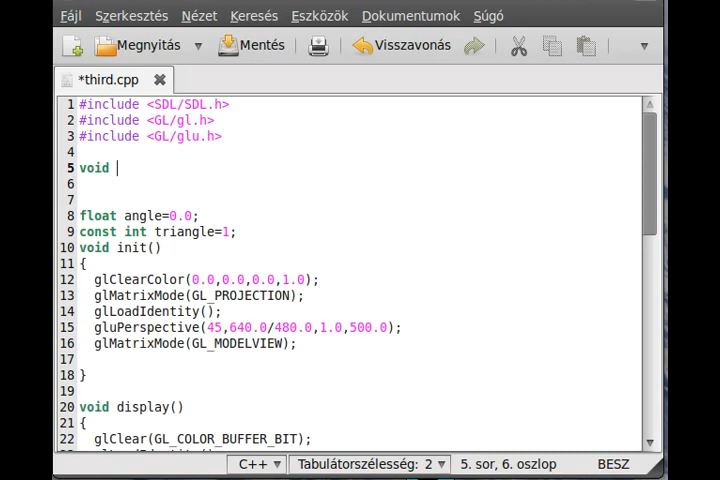 Fájl Szerkesztés Nézet Keresés Eszközök Dokumentumok Súgó
Megnyitás Mentés Visszavonás
*third.cpp
1 #include <SDL/SDL.h>
2 #include <GL/gl.h>
3 #include <GL/glu.h>
4
5 void
6
7
8 float angle=0.0;
9 const int triangle=1;
10 void init()
11 {
12 glClearColor(0.0,0.0,0.0,1.0);
13 glMatrixMode(GL_PROJECTION);
14 glLoadIdentity();
15 gluPerspective(45,640.0/480.0,1.0,500.0);
16 glMatrixMode(GL_MODELVIEW);
17
18 }
19
20 void display()
21 {
22 glClear(GL_COLOR_BUFFER_BIT);
C++ Tabulátorszélesség: 2 5. sor, 6. oszlop BESZ